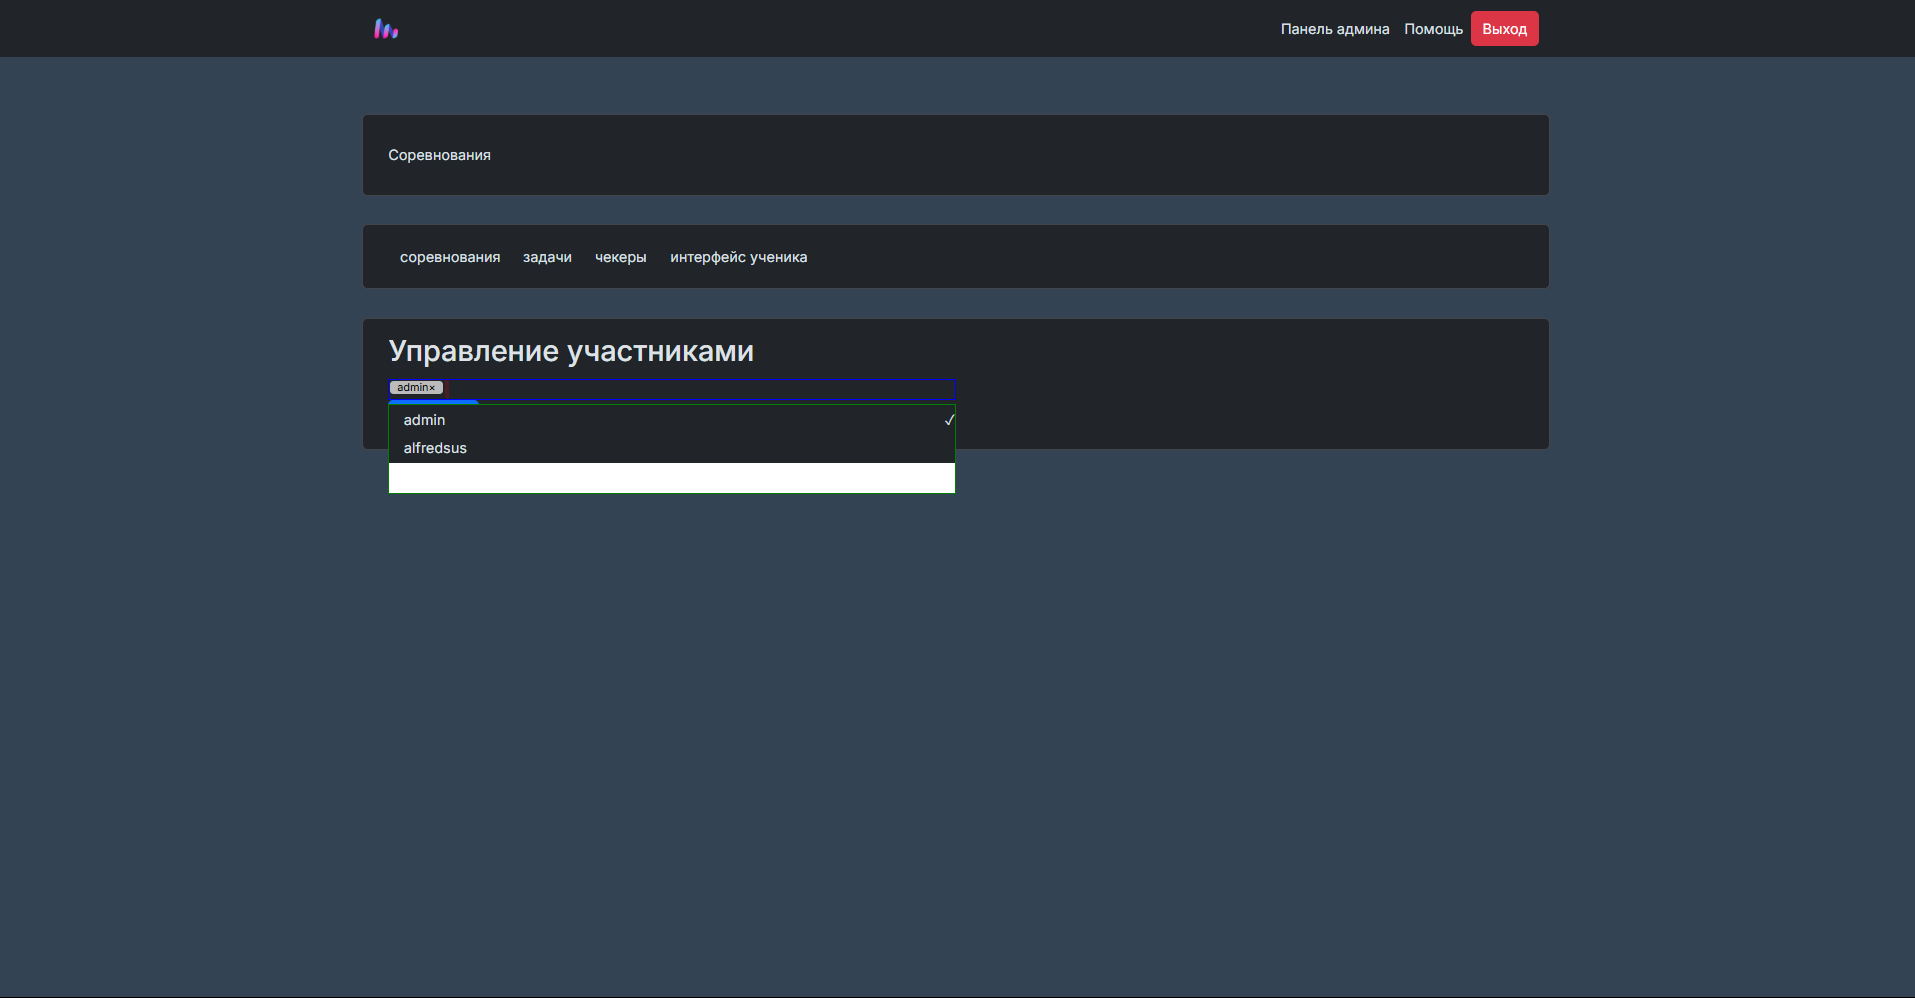 Панель админа Помощь Выход
Соревнования
соревнования задачи чекеры интерфейс ученика
Управление участниками
admin×
admin ✓
alfredsus